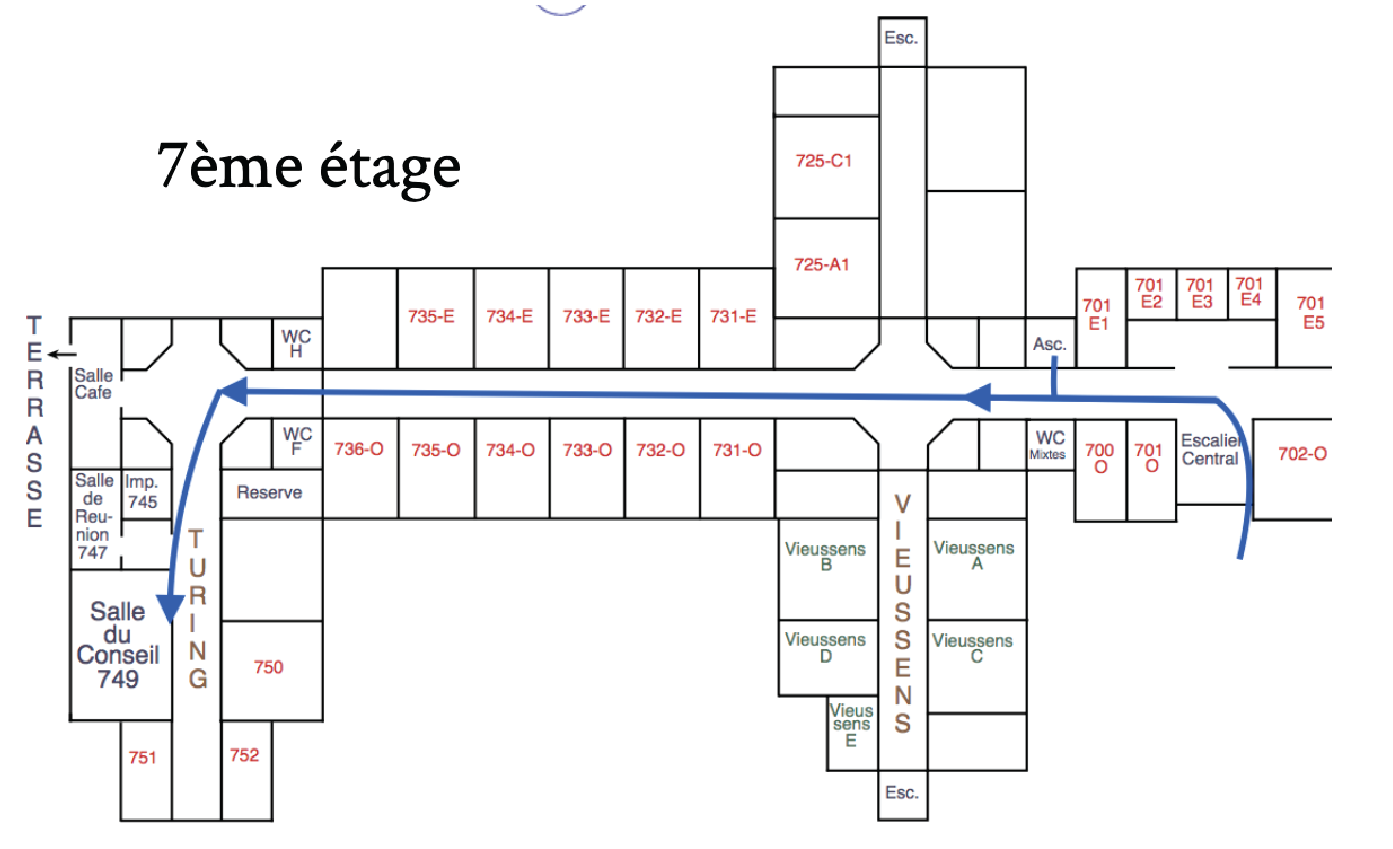 Esc.
7ème étage
725-C1
725-A1
735-E
734-E
733-E
732-E
731-E
701
E1
701
E2
701
E3
701
E4
701
E5
TERRASSE
WC
H
Asc.
Salle
Cafe
WC
F
736-O
735-O
734-O
733-O
732-O
731-O
WC
Mixtes
700
O
701
O
Escalier
Central
702-O
Salle
de
Reu-
nion
747
Imp.
745
Reserve
TURING
VIEUSSENS
Vieussens
B
Vieussens
A
Salle
du
Conseil
749
750
Vieussens
D
Vieussens
C
Vieus
sens
E
751
752
Esc.